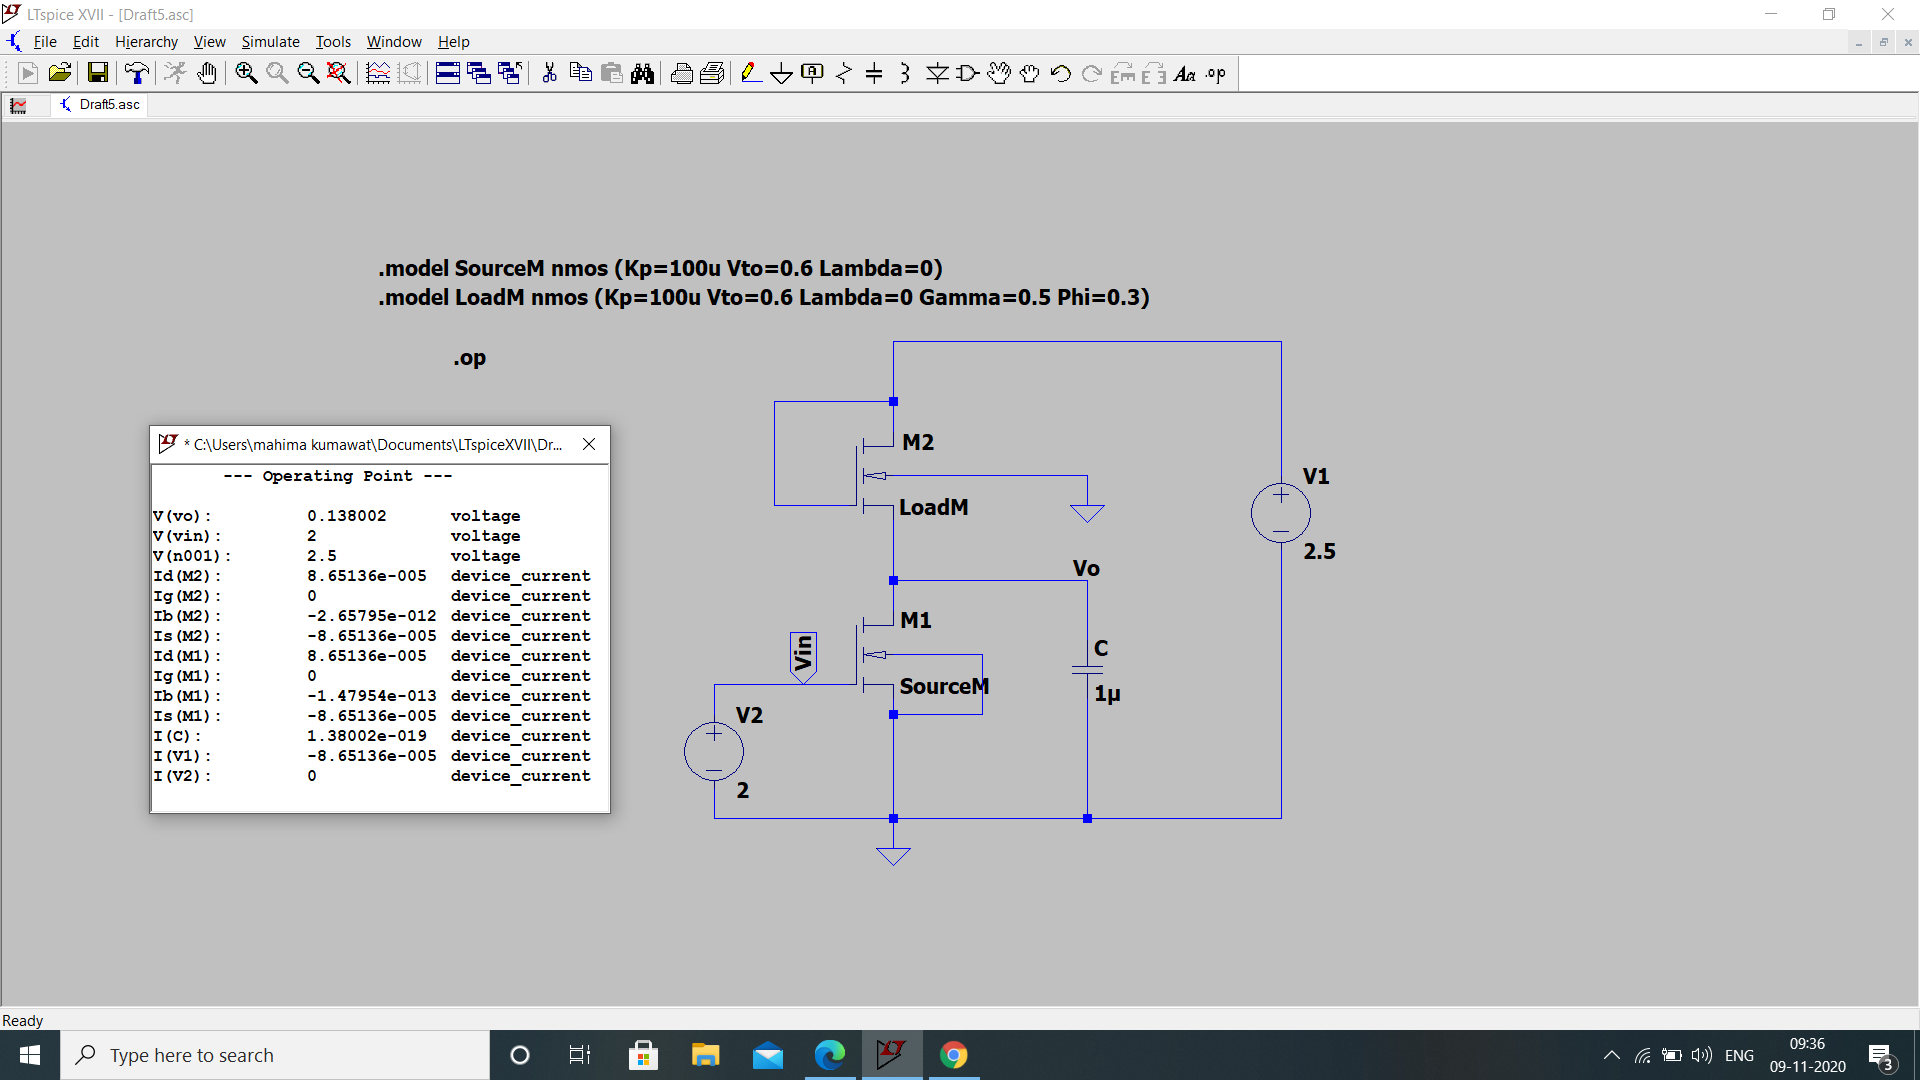 LTspice XVII - [Draft5.asc]
File Edit Hierarchy View Simulate Tools Window Help
Aa .op
Draft5.asc
.model SourceM nmos (Kp=100u Vto=0.6 Lambda=0)
.model LoadM nmos (Kp=100u Vto=0.6 Lambda=0 Gamma=0.5 Phi=0.3)
.op
* C:\Users\mahima kumawat\Documents\LTspiceXVII\Dr...
--- Operating Point ---
V(vo): 0.138002 voltage
V(vin): 2 voltage
V(n001): 2.5 voltage
Id(M2): 8.65136e-005 device_current
Ig(M2): 0 device_current
Ib(M2): -2.65795e-012 device_current
Is(M2): -8.65136e-005 device_current
Id(M1): 8.65136e-005 device_current
Ig(M1): 0 device_current
Ib(M1): -1.47954e-013 device_current
Is(M1): -8.65136e-005 device_current
I(C): 1.38002e-019 device_current
I(V1): -8.65136e-005 device_current
I(V2): 0 device_current
M2
LoadM
V1
2.5
Vo
M1
Vin
SourceM
C
1µ
V2
2
Ready
Type here to search
ENG
09:36
09-11-2020
3